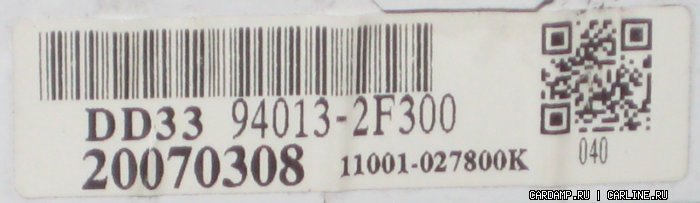 DD33 94013-2F300
20070308 11001-027800K
040
CARDAMP.RU | CARLINE.RU